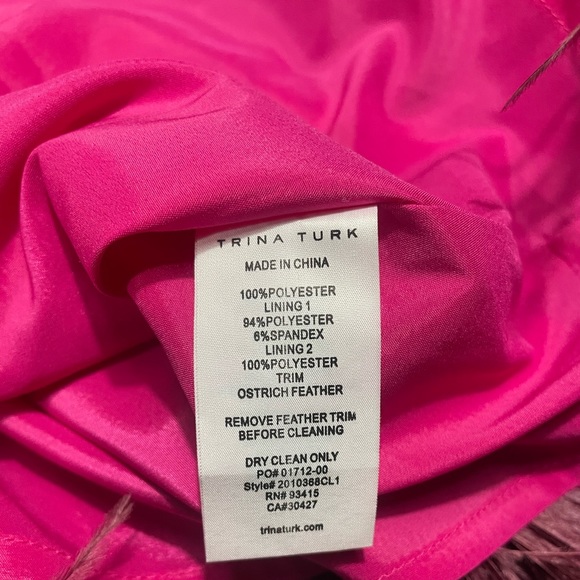 TRINA TURK
MADE IN CHINA
100%POLYESTER
LINING 1
94%POLYESTER
6%SPANDEX
LINING 2
100%POLYESTER
TRIM
OSTRICH FEATHER
REMOVE FEATHER TRIM
BEFORE CLEANING
DRY CLEAN ONLY
PO# 01712-00
Style# 2010368CL1
RN# 93415
CA#30427
trinaturk.com